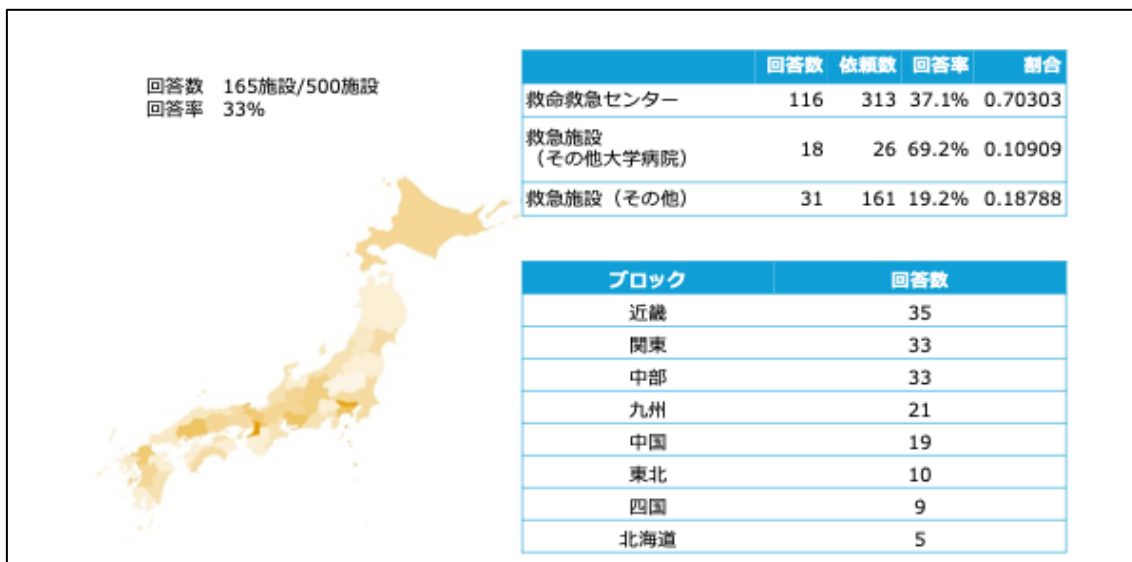 回答数 165施設/500施設
回答率 33%
回答数 依頼数 回答率 割合
救命救急センター 116 313 37.1% 0.70303
救急施設
（その他大学病院） 18 26 69.2% 0.10909
救急施設（その他） 31 161 19.2% 0.18788
ブロック 回答数
近畿 35
関東 33
中部 33
九州 21
中国 19
東北 10
四国 9
北海道 5